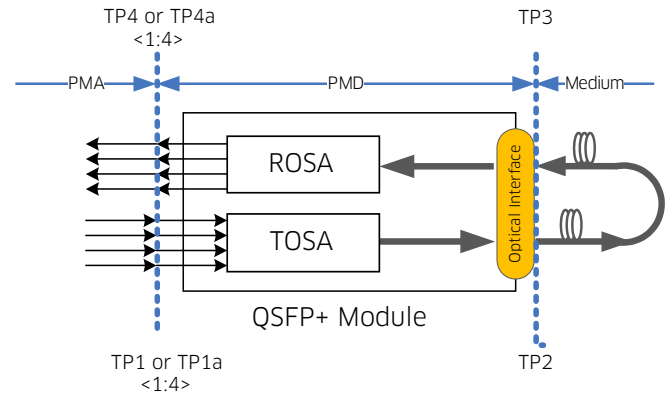 TP4 or TP4a
<1:4>
TP3
PMA
PMD
Medium
ROSA
TOSA
Optical Interface
QSFP+ Module
TP1 or TP1a
<1:4>
TP2